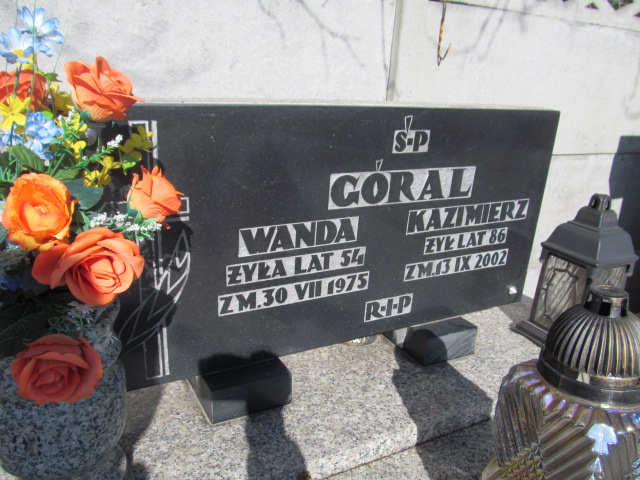 Ś-P
GÓRAL
WANDA
ŻYŁA LAT 54
ZM.30 VII 1975
KAZIMIERZ
ŻYŁ LAT 86
ZM.13 IX 2002
R-I-P